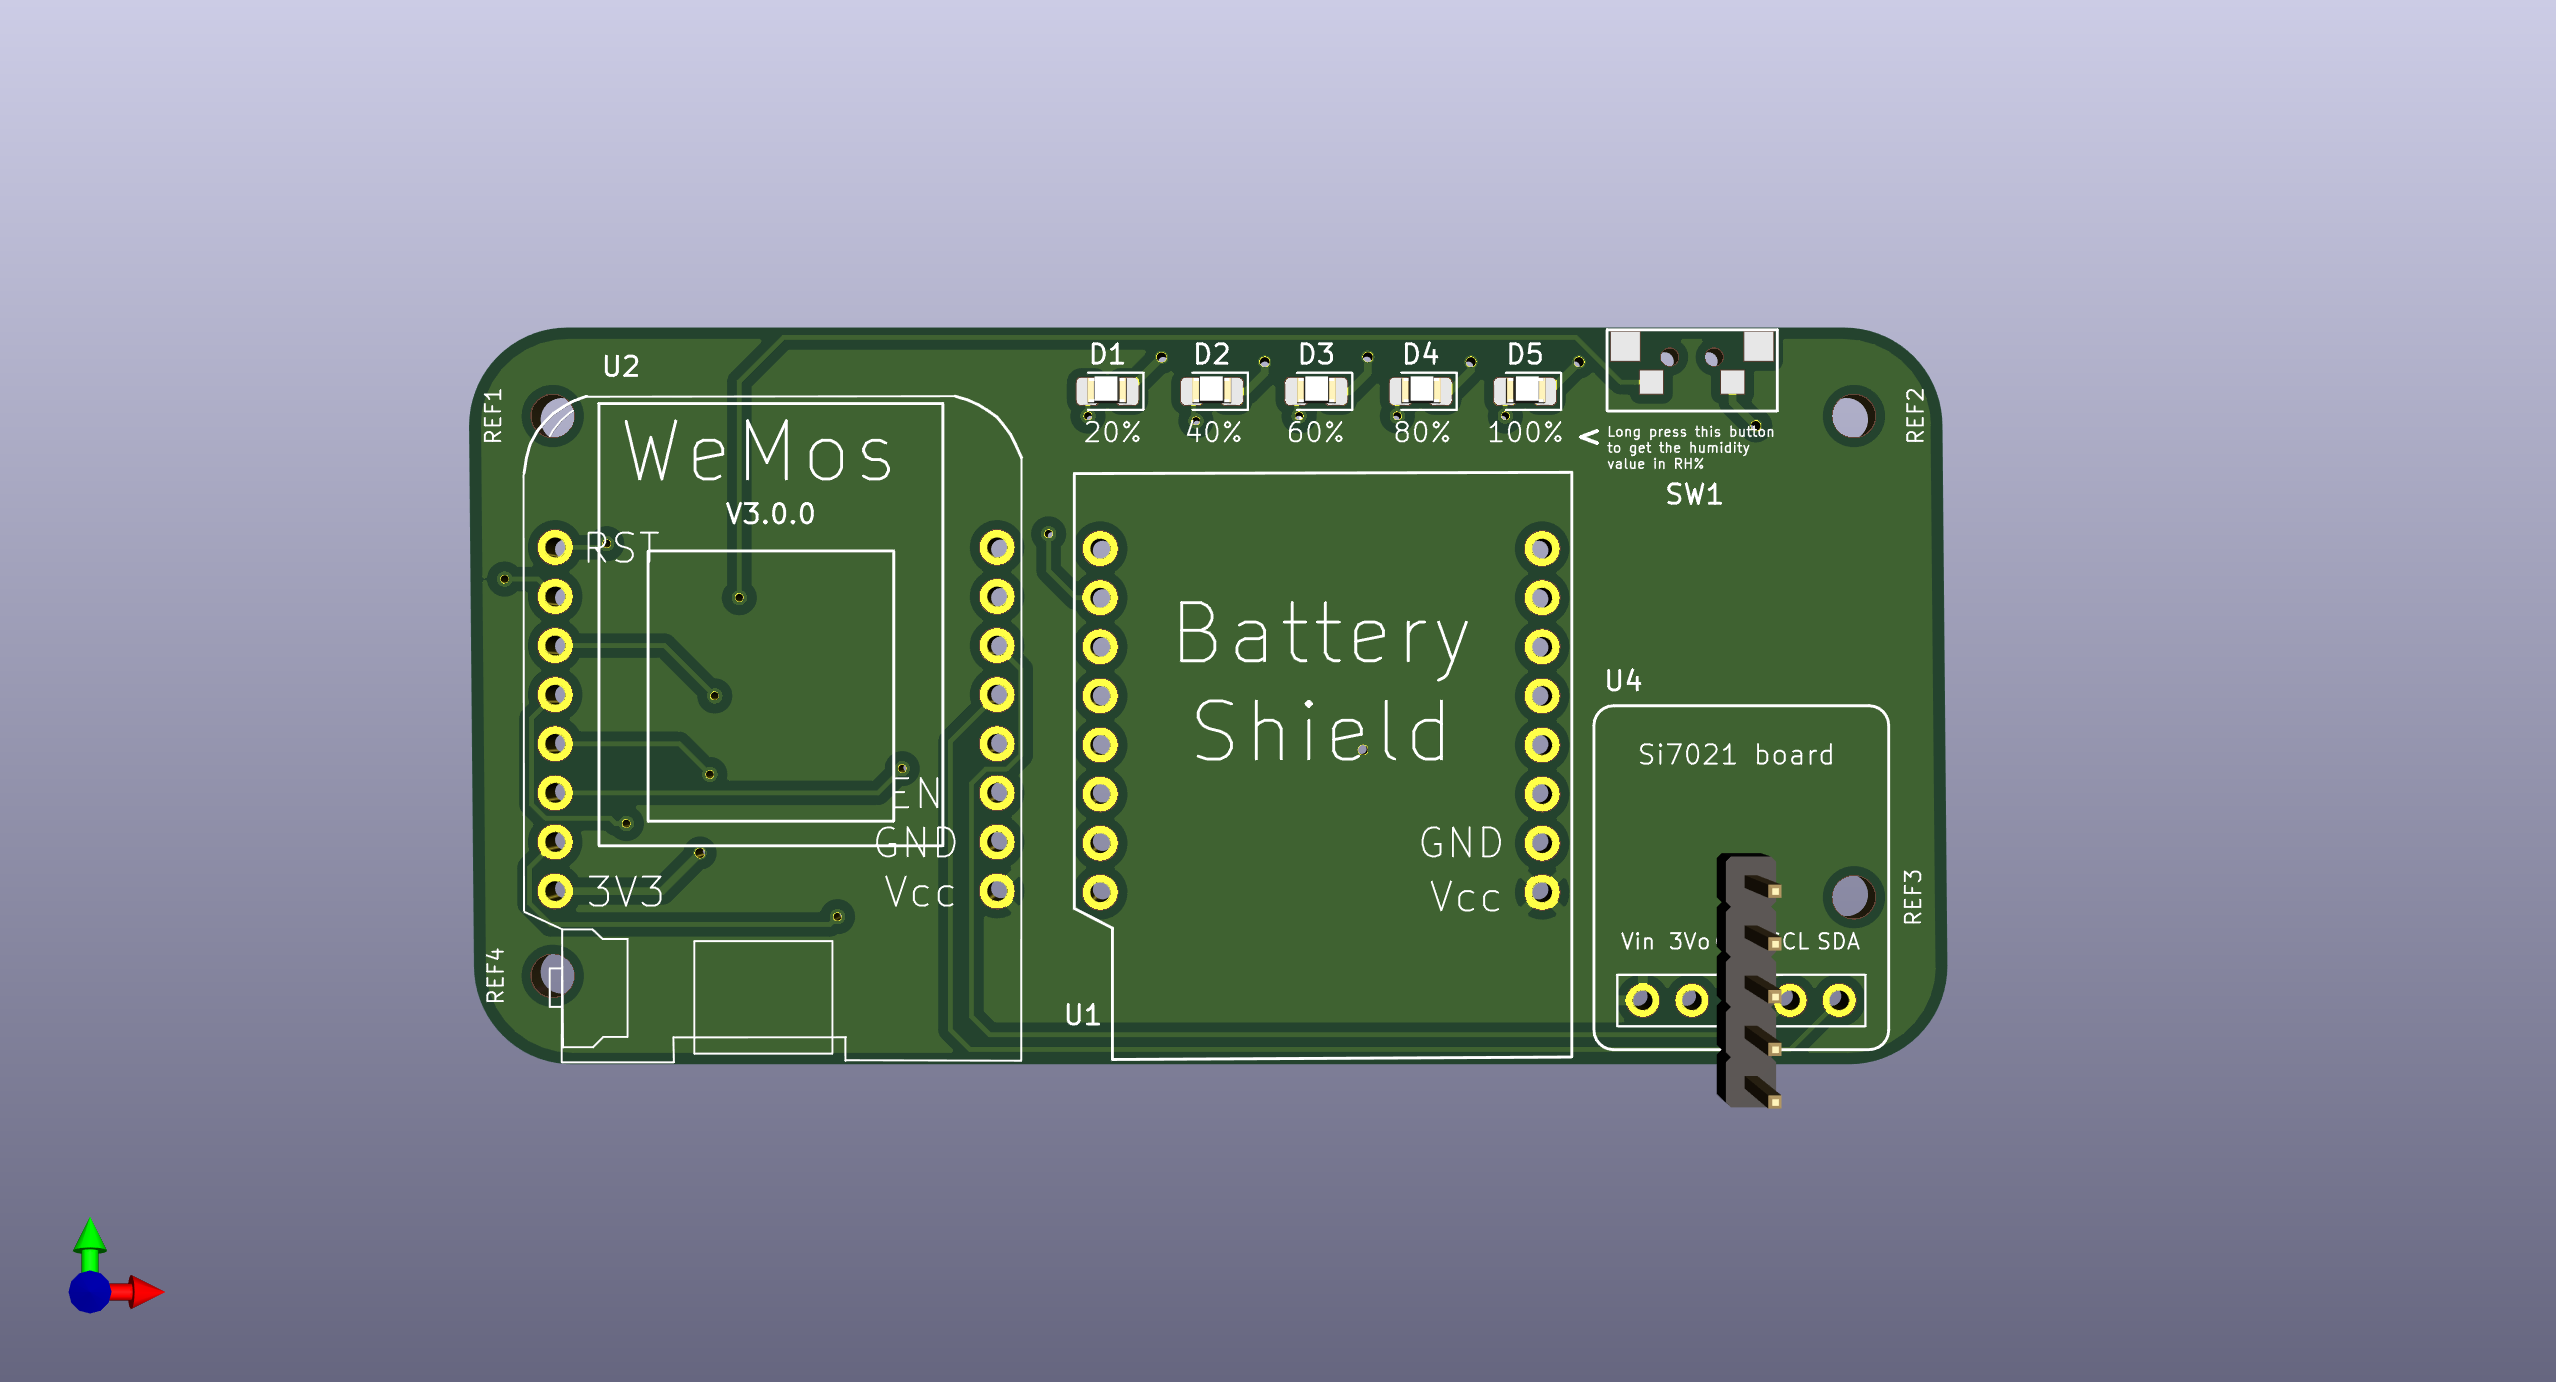 U2
D1 D2 D3 D4 D5
REF1
REF2
20% 40% 60% 80% 100% <
Long press this button
to get the humidity
value in RH%
WeMos
V3.0.0
SW1
RST
Battery
Shield
U4
Si7021 board
EN
GND
GND
3V3
Vcc
Vcc
REF3
Vin 3Vo SDA
REF4
U1